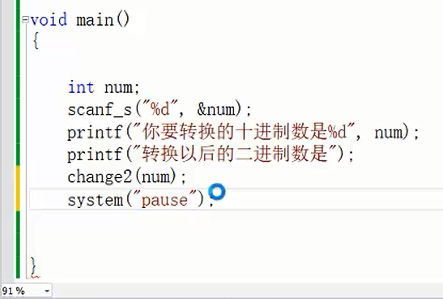 void main()
{
int num;
scanf_s("%d", &num);
printf("你要转换的十进制数是%d", num);
printf("转换以后的二进制数是");
change2(num);
system("pause");
}
91 %